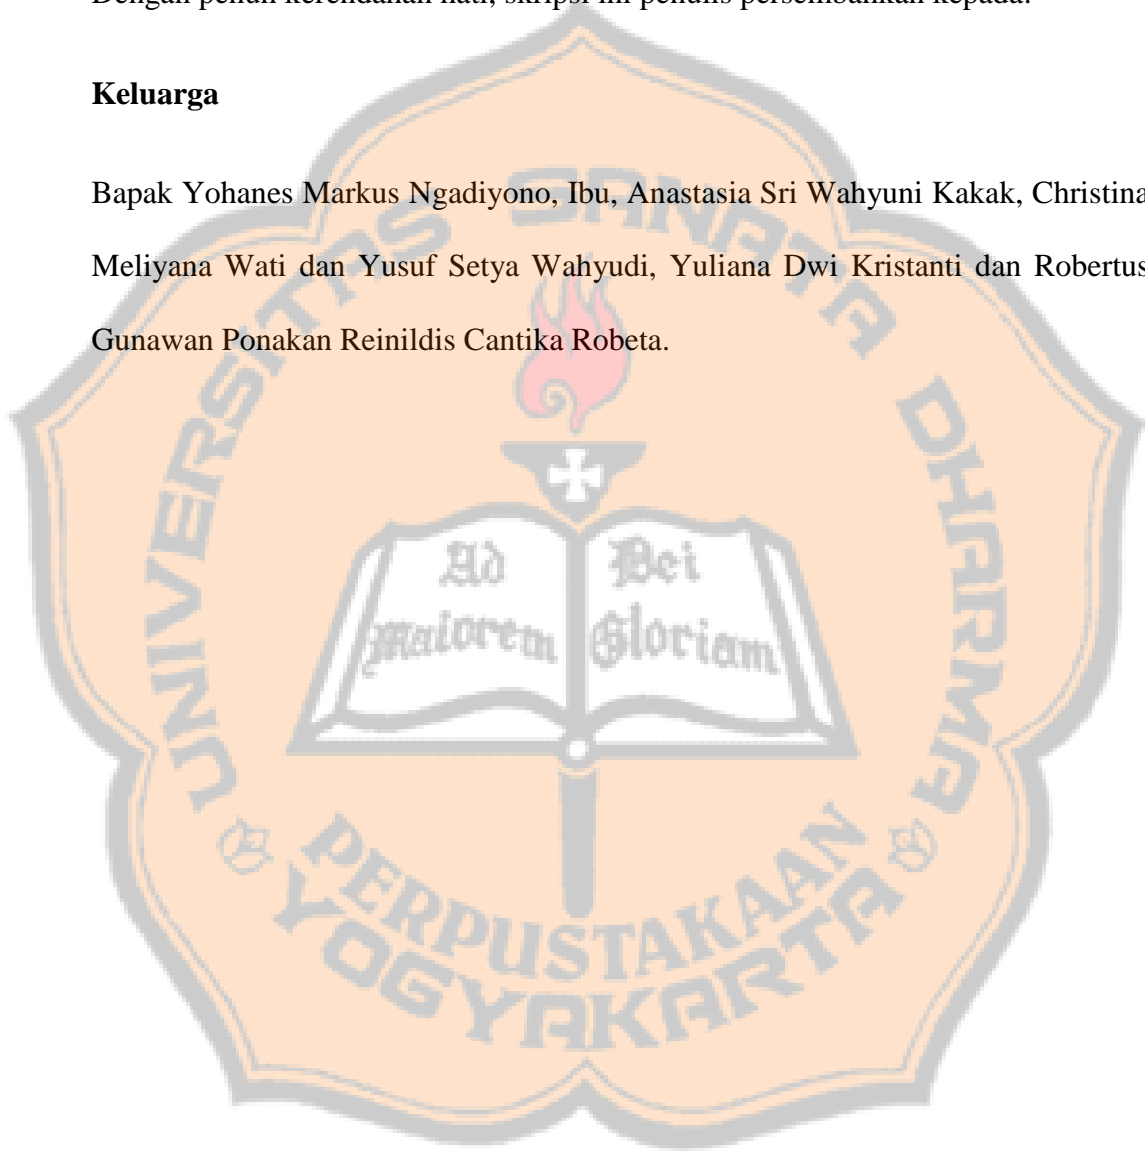 Dengan penuh kerendahan hati, skripsi ini penulis persembahkan kepada:
Keluarga
Bapak Yohanes Markus Ngadiyono, Ibu, Anastasia Sri Wahyuni Kakak, Christina
Meliyana Wati dan Yusuf Setya Wahyudi, Yuliana Dwi Kristanti dan Robertus
Gunawan Ponakan Reinildis Cantika Robeta.
UNIVERSITAS SANATA DHARMA
Ad Dei
Maiorem Gloriam
PERPUSTAKAAN
YOGYAKARTA